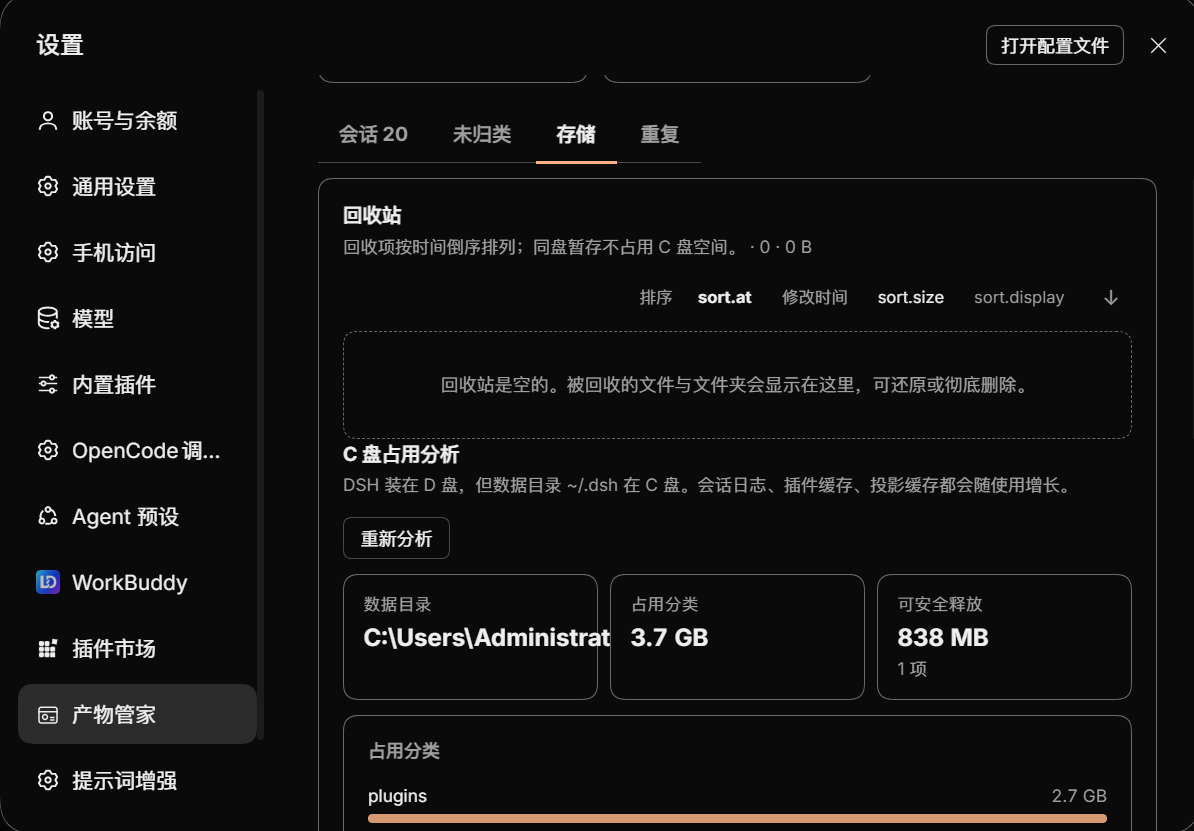 设置
打开配置文件
账号与余额
通用设置
手机访问
模型
内置插件
OpenCode 调...
Agent 预设
WorkBuddy
插件市场
产物管家
提示词增强
会话 20 未归类 存储 重复
回收站
回收项按时间倒序排列；同盘暂存不占用 C 盘空间。 · 0 · 0 B
排序 sort.at 修改时间 sort.size sort.display ↓
回收站是空的。被回收的文件与文件夹会显示在这里，可还原或彻底删除。
C 盘占用分析
DSH 装在 D 盘，但数据目录 ~/.dsh 在 C 盘。会话日志、插件缓存、投影缓存都会随使用增长。
重新分析
数据目录
C:\Users\Administrat
占用分类
3.7 GB
可安全释放
838 MB
1 项
占用分类
plugins 2.7 GB